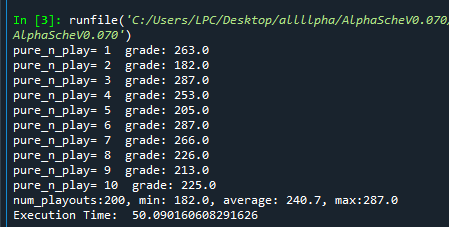 In [3]: runfile('C:/Users/LPC/Desktop/allllpha/AlphaScheV0.070/
AlphaScheV0.070')
pure_n_play= 1  grade: 263.0
pure_n_play= 2  grade: 182.0
pure_n_play= 3  grade: 287.0
pure_n_play= 4  grade: 253.0
pure_n_play= 5  grade: 205.0
pure_n_play= 6  grade: 287.0
pure_n_play= 7  grade: 266.0
pure_n_play= 8  grade: 226.0
pure_n_play= 9  grade: 213.0
pure_n_play= 10  grade: 225.0
num_playouts:200, min: 182.0, average: 240.7, max:287.0
Execution Time:  50.090160608291626